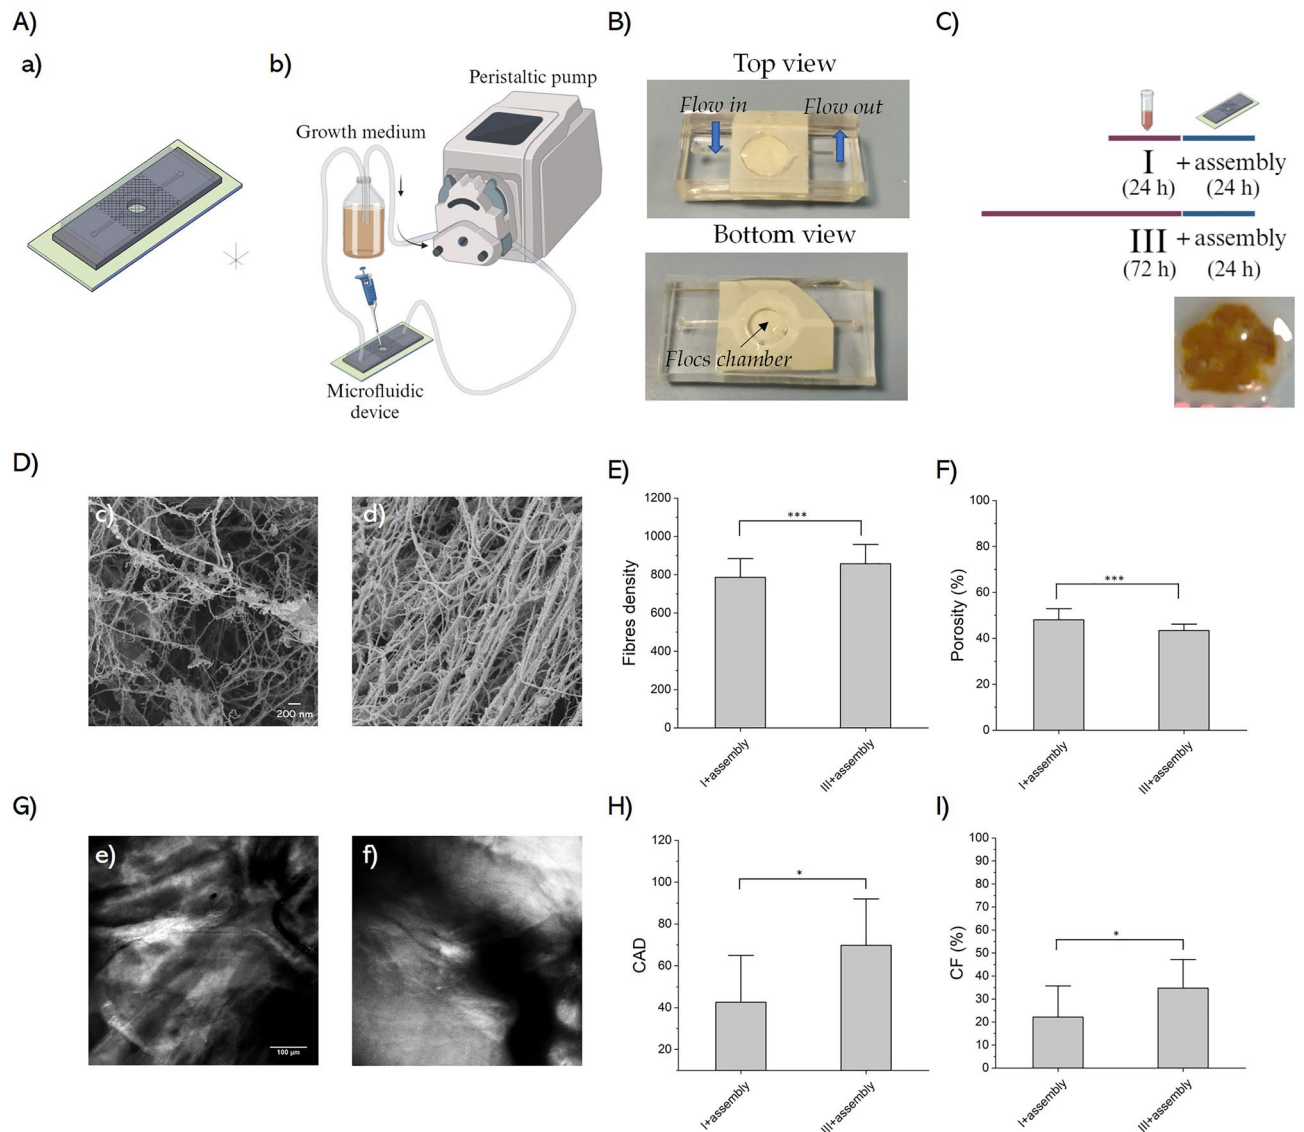 A)
a)
b)
Peristaltic pump
Growth medium
Microfluidic
device
B)
Top view
Flow in
Flow out
Bottom view
Flocs chamber
C)
I + assembly
(24 h) (24 h)
III + assembly
(72 h) (24 h)
D)
c)
200 nm
d)
E)
1200
1000
800
600
400
200
0
Fibres density
***
I+assembly
III+assembly
F)
100
80
60
40
20
0
Porosity (%)
***
I+assembly
III+assembly
G)
e)
100 μm
f)
H)
120
100
80
60
40
20
CAD
*
I+assembly
III+assembly
I)
100
90
80
70
60
50
40
30
20
10
0
CF (%)
*
I+assembly
III+assembly